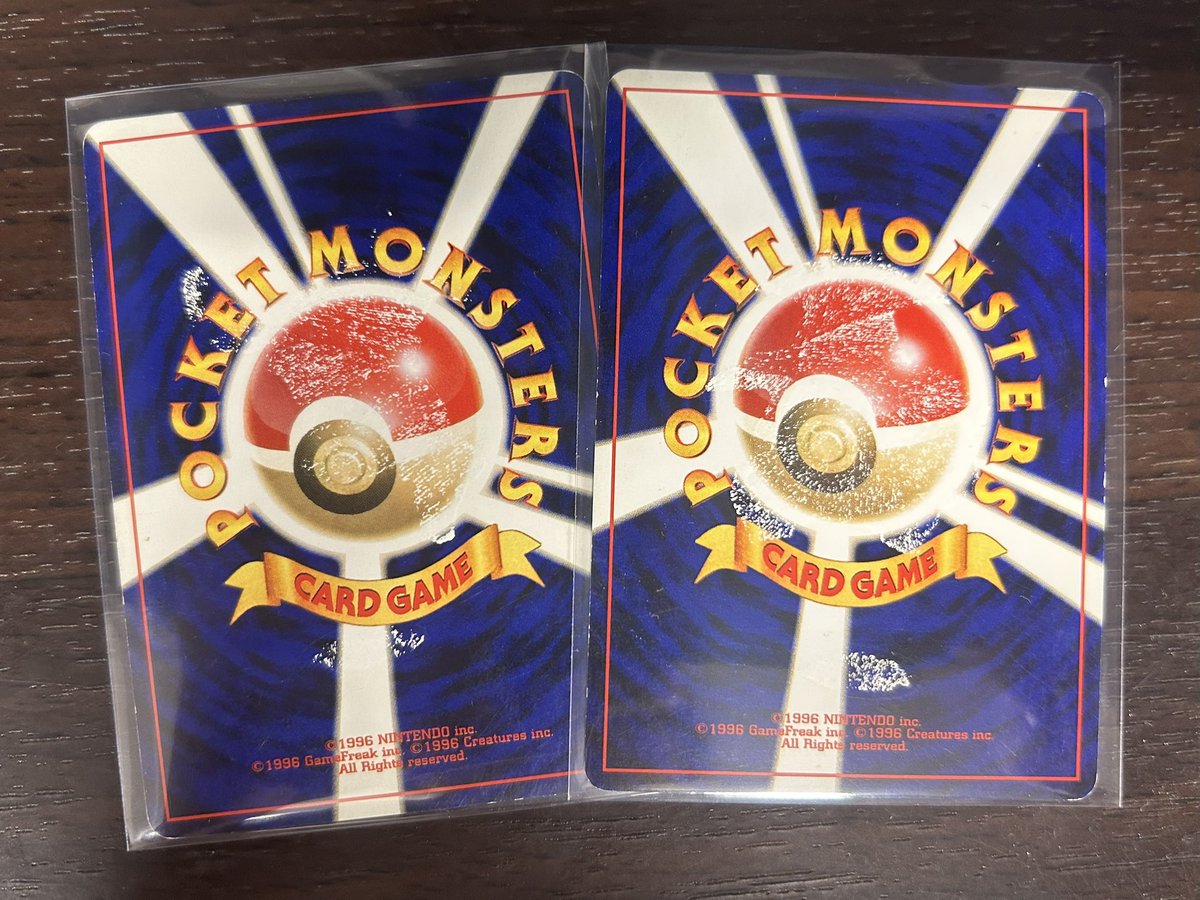 POCKET MONSTERS
CARD GAME
©1996 NINTENDO inc.
©1996 GameFreak inc. ©1996 Creatures inc.
All Rights reserved.
POCKET MONSTERS
CARD GAME
©1996 NINTENDO inc.
©1996 GameFreak inc. ©1996 Creatures inc.
All Rights reserved.